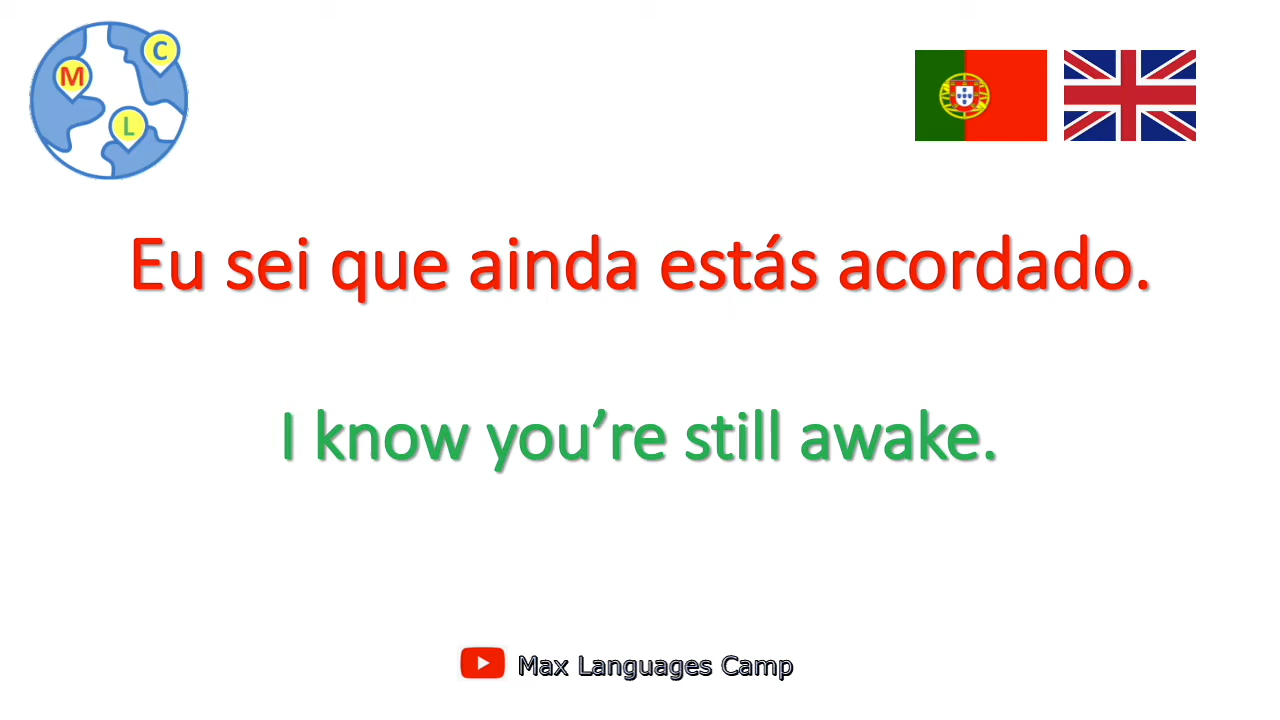 M
C
L
Eu sei que ainda estás acordado.
I know you’re still awake.
Max Languages Camp